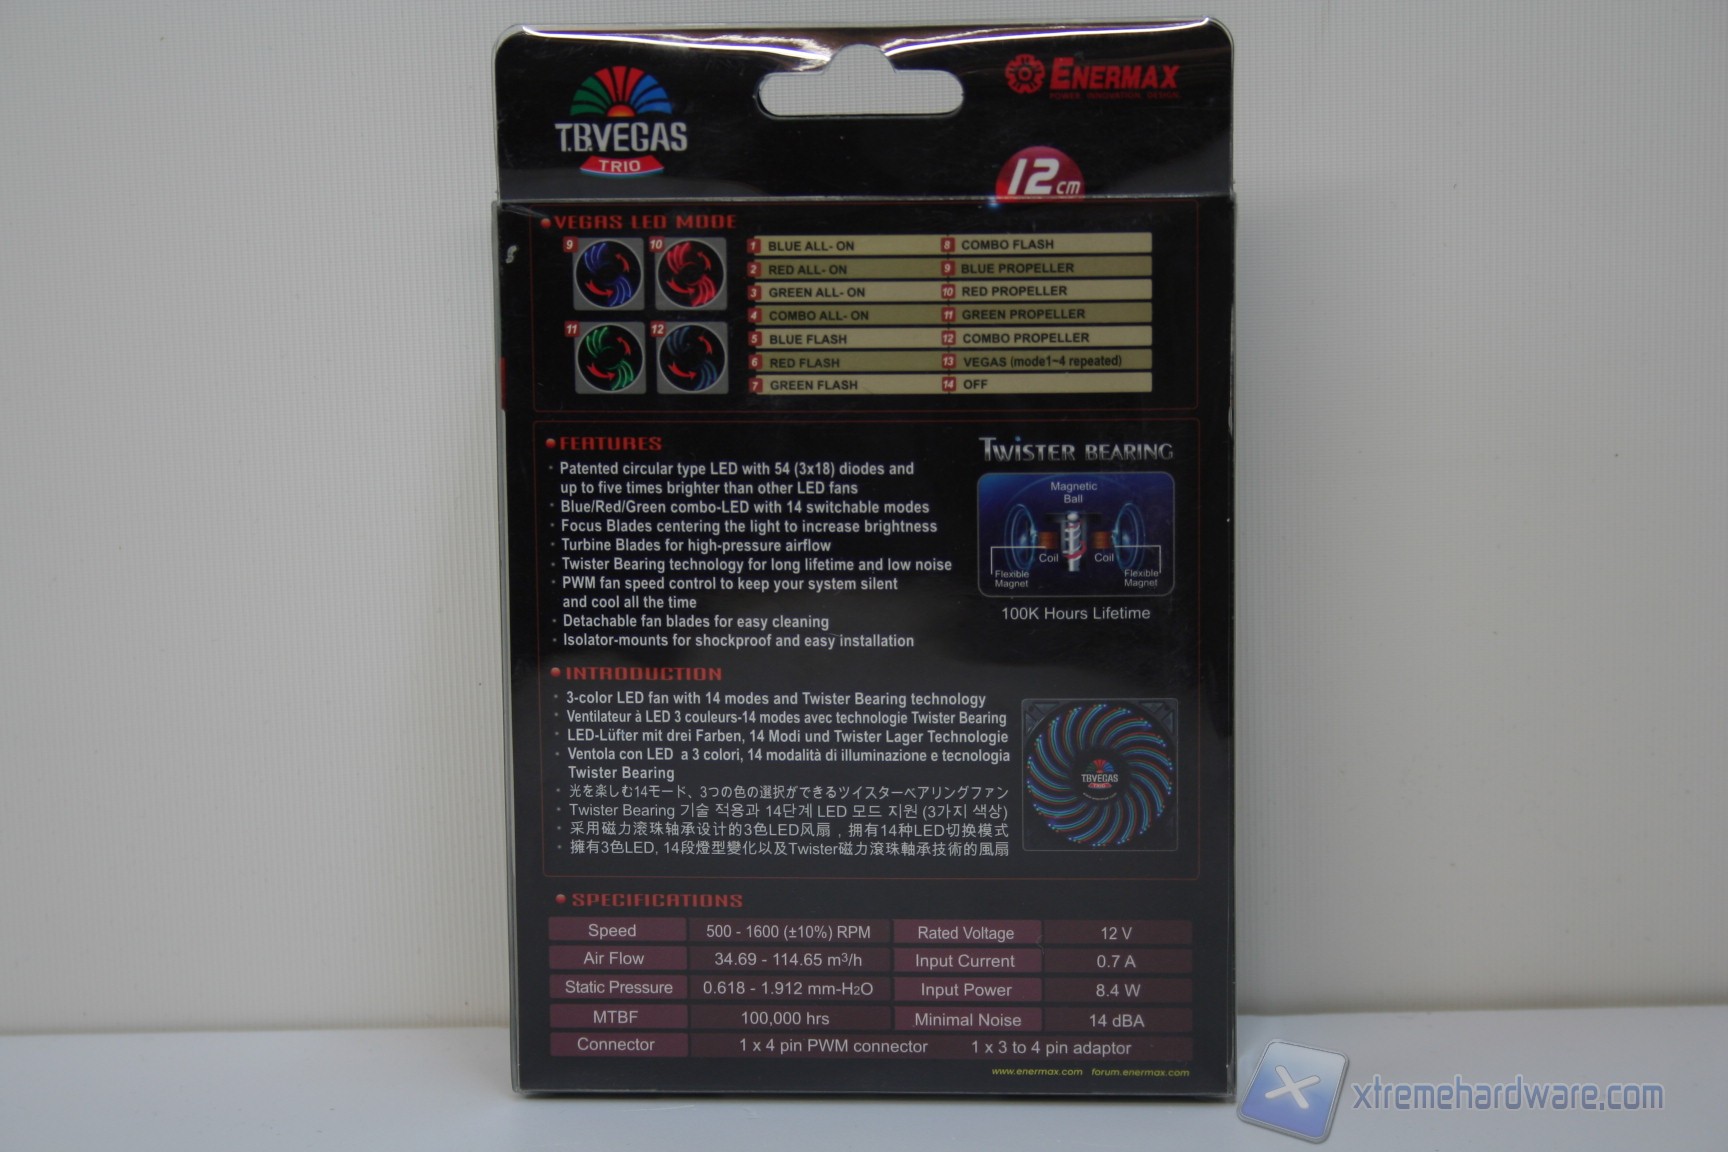 T.B.VEGAS
TRIO
ENERMAX
POWER. INNOVATION. DESIGN.
12cm
VEGAS LED MODE
9
10
11
12
1 BLUE ALL- ON
2 RED ALL- ON
3 GREEN ALL- ON
4 COMBO ALL- ON
5 BLUE FLASH
6 RED FLASH
7 GREEN FLASH
8 COMBO FLASH
9 BLUE PROPELLER
10 RED PROPELLER
11 GREEN PROPELLER
12 COMBO PROPELLER
13 VEGAS (mode1~4 repeated)
14 OFF
FEATURES
· Patented circular type LED with 54 (3x18) diodes and
up to five times brighter than other LED fans
· Blue/Red/Green combo-LED with 14 switchable modes
· Focus Blades centering the light to increase brightness
· Turbine Blades for high-pressure airflow
· Twister Bearing technology for long lifetime and low noise
· PWM fan speed control to keep your system silent
and cool all the time
· Detachable fan blades for easy cleaning
· Isolator-mounts for shockproof and easy installation
TWISTER BEARING
Magnetic
Ball
Coil
Coil
Flexible
Magnet
Flexible
Magnet
100K Hours Lifetime
INTRODUCTION
· 3-color LED fan with 14 modes and Twister Bearing technology
· Ventilateur à LED 3 couleurs-14 modes avec technologie Twister Bearing
· LED-Lüfter mit drei Farben, 14 Modi und Twister Lager Technologie
· Ventola con LED a 3 colori, 14 modalità di illuminazione e tecnologia
Twister Bearing
· 光を楽しむ14モード、3つの色の選択ができるツイスターベアリングファン
· Twister Bearing 기술 적용과 14단계 LED 모드 지원 (3가지 색상)
· 采用磁力滚珠轴承设计的3色LED风扇，拥有14种LED切换模式
· 擁有3色LED, 14段燈型變化以及Twister磁力滾珠軸承技術的風扇
T.B.VEGAS
TRIO
SPECIFICATIONS
Speed 500 - 1600 (±10%) RPM Rated Voltage 12 V
Air Flow 34.69 - 114.65 m³/h Input Current 0.7 A
Static Pressure 0.618 - 1.912 mm-H2O Input Power 8.4 W
MTBF 100,000 hrs Minimal Noise 14 dBA
Connector 1 x 4 pin PWM connector 1 x 3 to 4 pin adaptor
www.enermax.com forum.enermax.com
xtremehardware.com